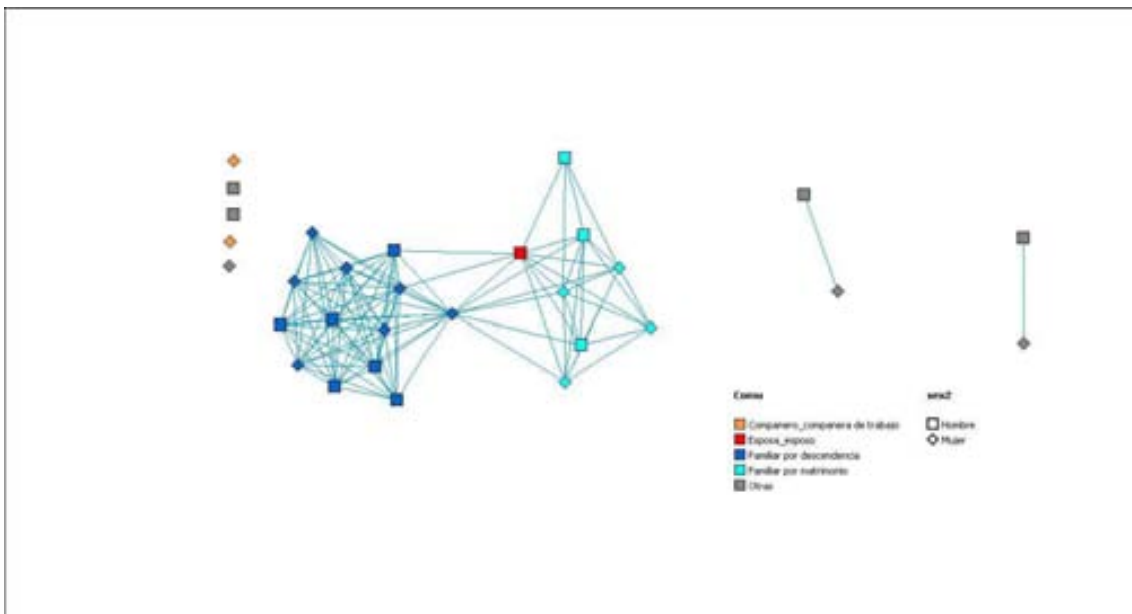 Como
Companero_companera de trabajo
Esposa_esposo
Familiar por descendencia
Familiar por matrimonio
Otras
sex2
Hombre
Mujer